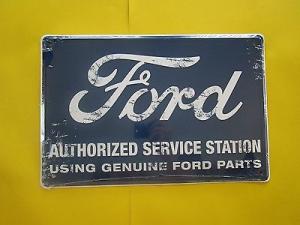 Ford
AUTHORIZED SERVICE STATION
USING GENUINE FORD PARTS